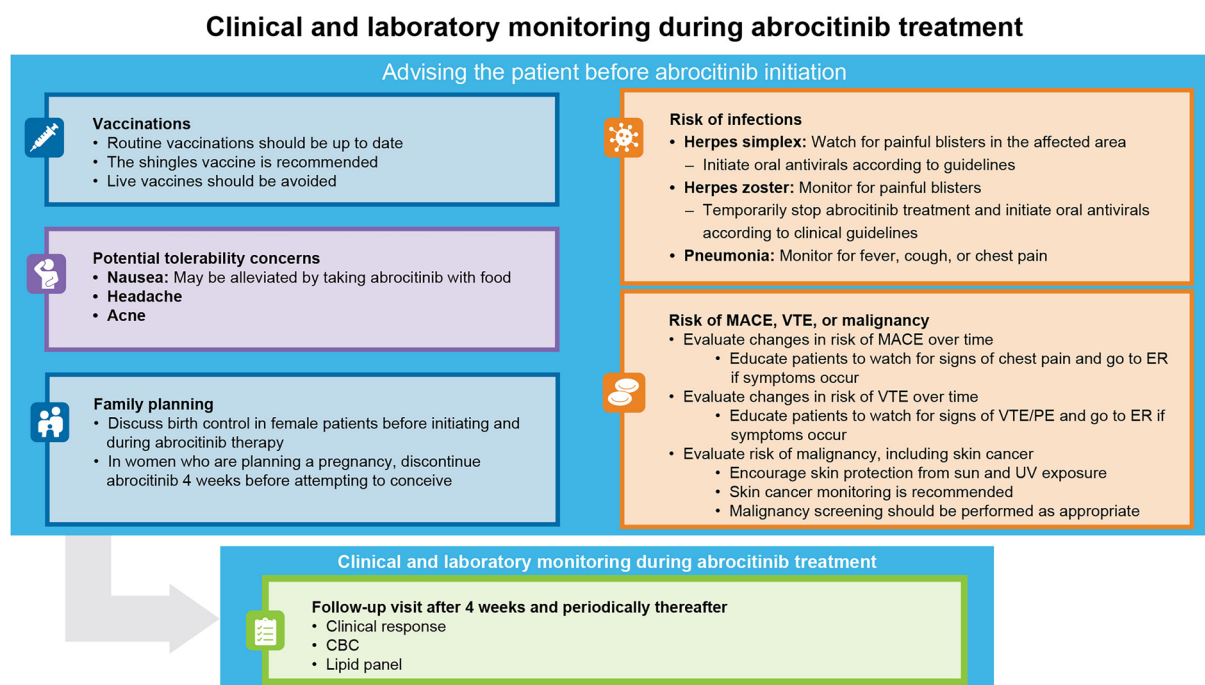 Clinical and laboratory monitoring during abrocitinib treatment
Advising the patient before abrocitinib initiation
Vaccinations
• Routine vaccinations should be up to date
• The shingles vaccine is recommended
• Live vaccines should be avoided
Potential tolerability concerns
• Nausea: May be alleviated by taking abrocitinib with food
• Headache
• Acne
Family planning
• Discuss birth control in female patients before initiating and
during abrocitinib therapy
• In women who are planning a pregnancy, discontinue
abrocitinib 4 weeks before attempting to conceive
Risk of infections
• Herpes simplex: Watch for painful blisters in the affected area
– Initiate oral antivirals according to guidelines
• Herpes zoster: Monitor for painful blisters
– Temporarily stop abrocitinib treatment and initiate oral antivirals
according to clinical guidelines
• Pneumonia: Monitor for fever, cough, or chest pain
Risk of MACE, VTE, or malignancy
• Evaluate changes in risk of MACE over time
• Educate patients to watch for signs of chest pain and go to ER
if symptoms occur
• Evaluate changes in risk of VTE over time
• Educate patients to watch for signs of VTE/PE and go to ER if
symptoms occur
• Evaluate risk of malignancy, including skin cancer
• Encourage skin protection from sun and UV exposure
• Skin cancer monitoring is recommended
• Malignancy screening should be performed as appropriate
Clinical and laboratory monitoring during abrocitinib treatment
Follow-up visit after 4 weeks and periodically thereafter
• Clinical response
• CBC
• Lipid panel